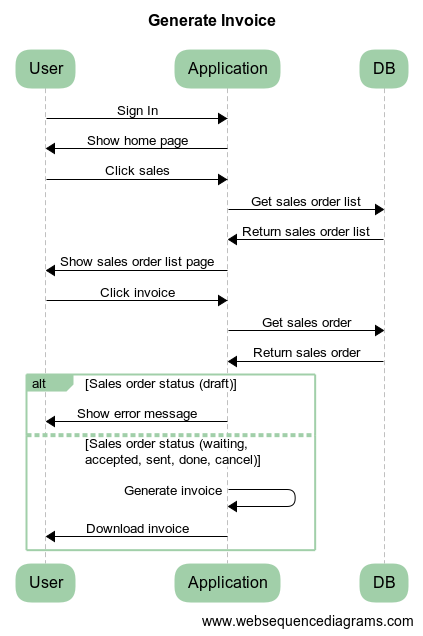 Generate Invoice
User
Application
DB
Sign In
Show home page
Click sales
Get sales order list
Return sales order list
Show sales order list page
Click invoice
Get sales order
Return sales order
alt
[Sales order status (draft)]
Show error message
[Sales order status (waiting,
accepted, sent, done, cancel)]
Generate invoice
Download invoice
User
Application
DB
www.websequencediagrams.com